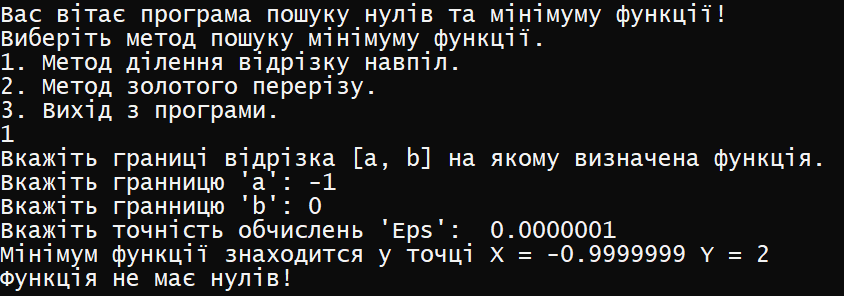 Вас вітає програма пошуку нулів та мінімуму функції!
Виберіть метод пошуку мінімуму функції.
1. Метод ділення відрізку навпіл.
2. Метод золотого перерізу.
3. Вихід з програми.
1
Вкажіть границі відрізка [a, b] на якому визначена функція.
Вкажіть гранницю 'a': -1
Вкажіть гранницю 'b': 0
Вкажіть точність обчислень 'Eps':  0.0000001
Мінімум функції знаходится у точці X = -0.9999999 Y = 2
Функція не має нулів!